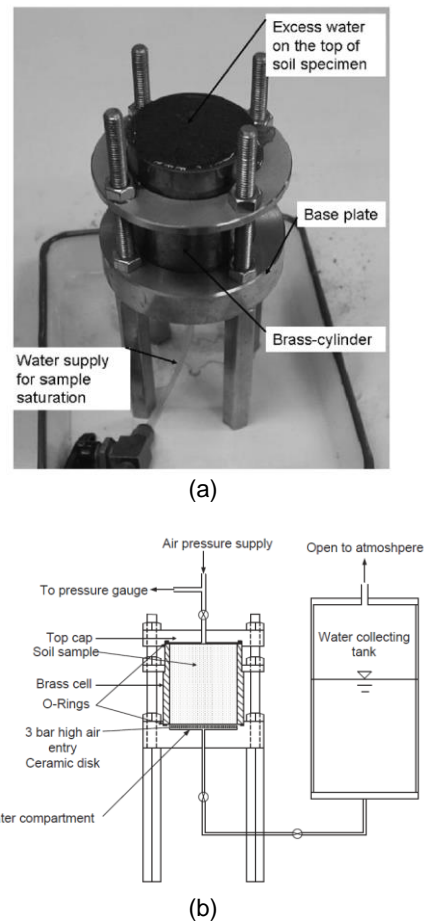 Excess water
on the top of
soil specimen
Base plate
Brass-cylinder
Water supply
for sample
saturation
(a)
Air pressure supply
Open to atmoshpere
To pressure gauge
Top cap
Soil sample
Water collecting
tank
Brass cell
O-Rings
3 bar high air
entry
Ceramic disk
ter compartment
(b)